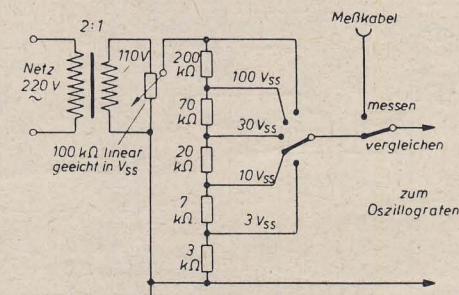 Meßkabel
2:1
110V
200
kΩ
Netz
220 V
~
100 VSS
messen
70
kΩ
30 VSS
vergleichen
100 kΩ linear
geeicht in VSS
20
kΩ
10 VSS
zum
Oszillografen
7
kΩ
3 VSS
3
kΩ